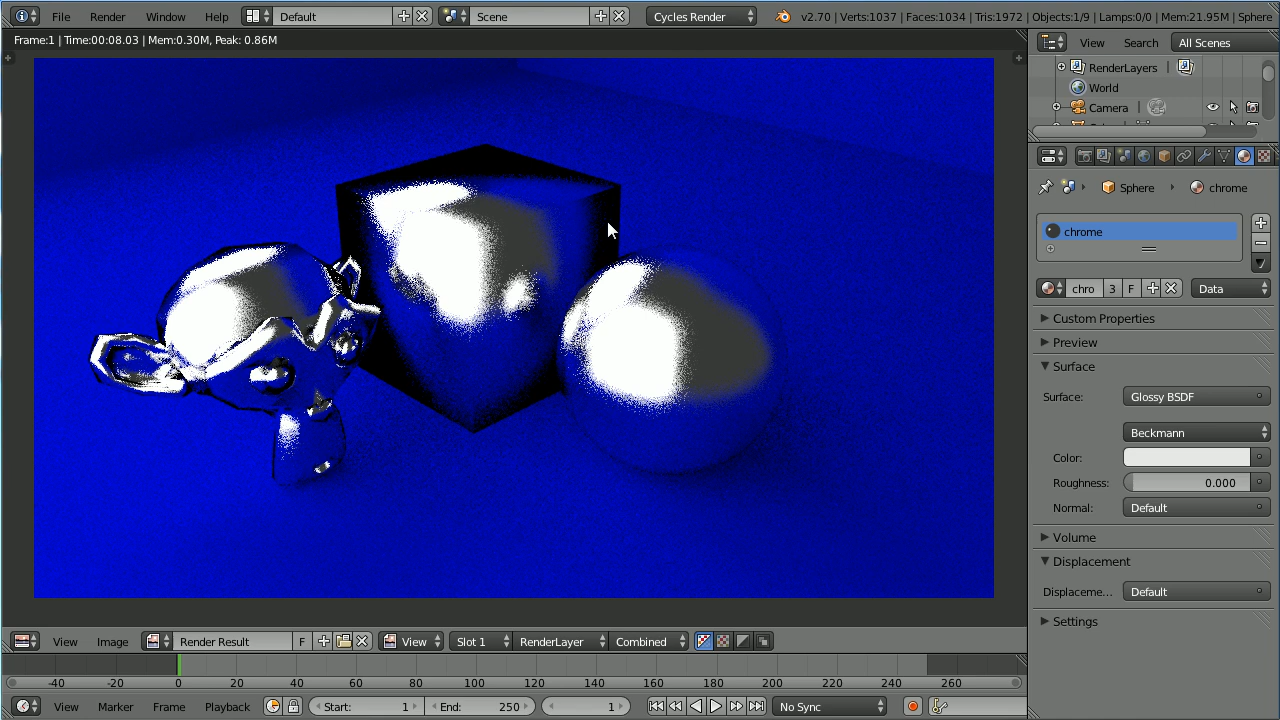 File Render Window Help Default Scene Cycles Render v2.70 | Verts:1037 | Faces:1034 | Tris:1972 | Objects:1/9 | Lamps:0/0 | Mem:21.95M | Sphere
Frame:1 | Time:00:08.03 | Mem:0.30M, Peak: 0.86M
View Search All Scenes
RenderLayers
World
Camera
Sphere chrome
chrome
chro 3 F Data
Custom Properties
Preview
Surface
Surface: Glossy BSDF
Beckmann
Color:
Roughness: 0.000
Normal: Default
Volume
Displacement
Displaceme... Default
Settings
View Image Render Result F View Slot 1 RenderLayer Combined
-40 -20 0 20 40 60 80 100 120 140 160 180 200 220 240 260
View Marker Frame Playback Start: 1 End: 250 1 No Sync